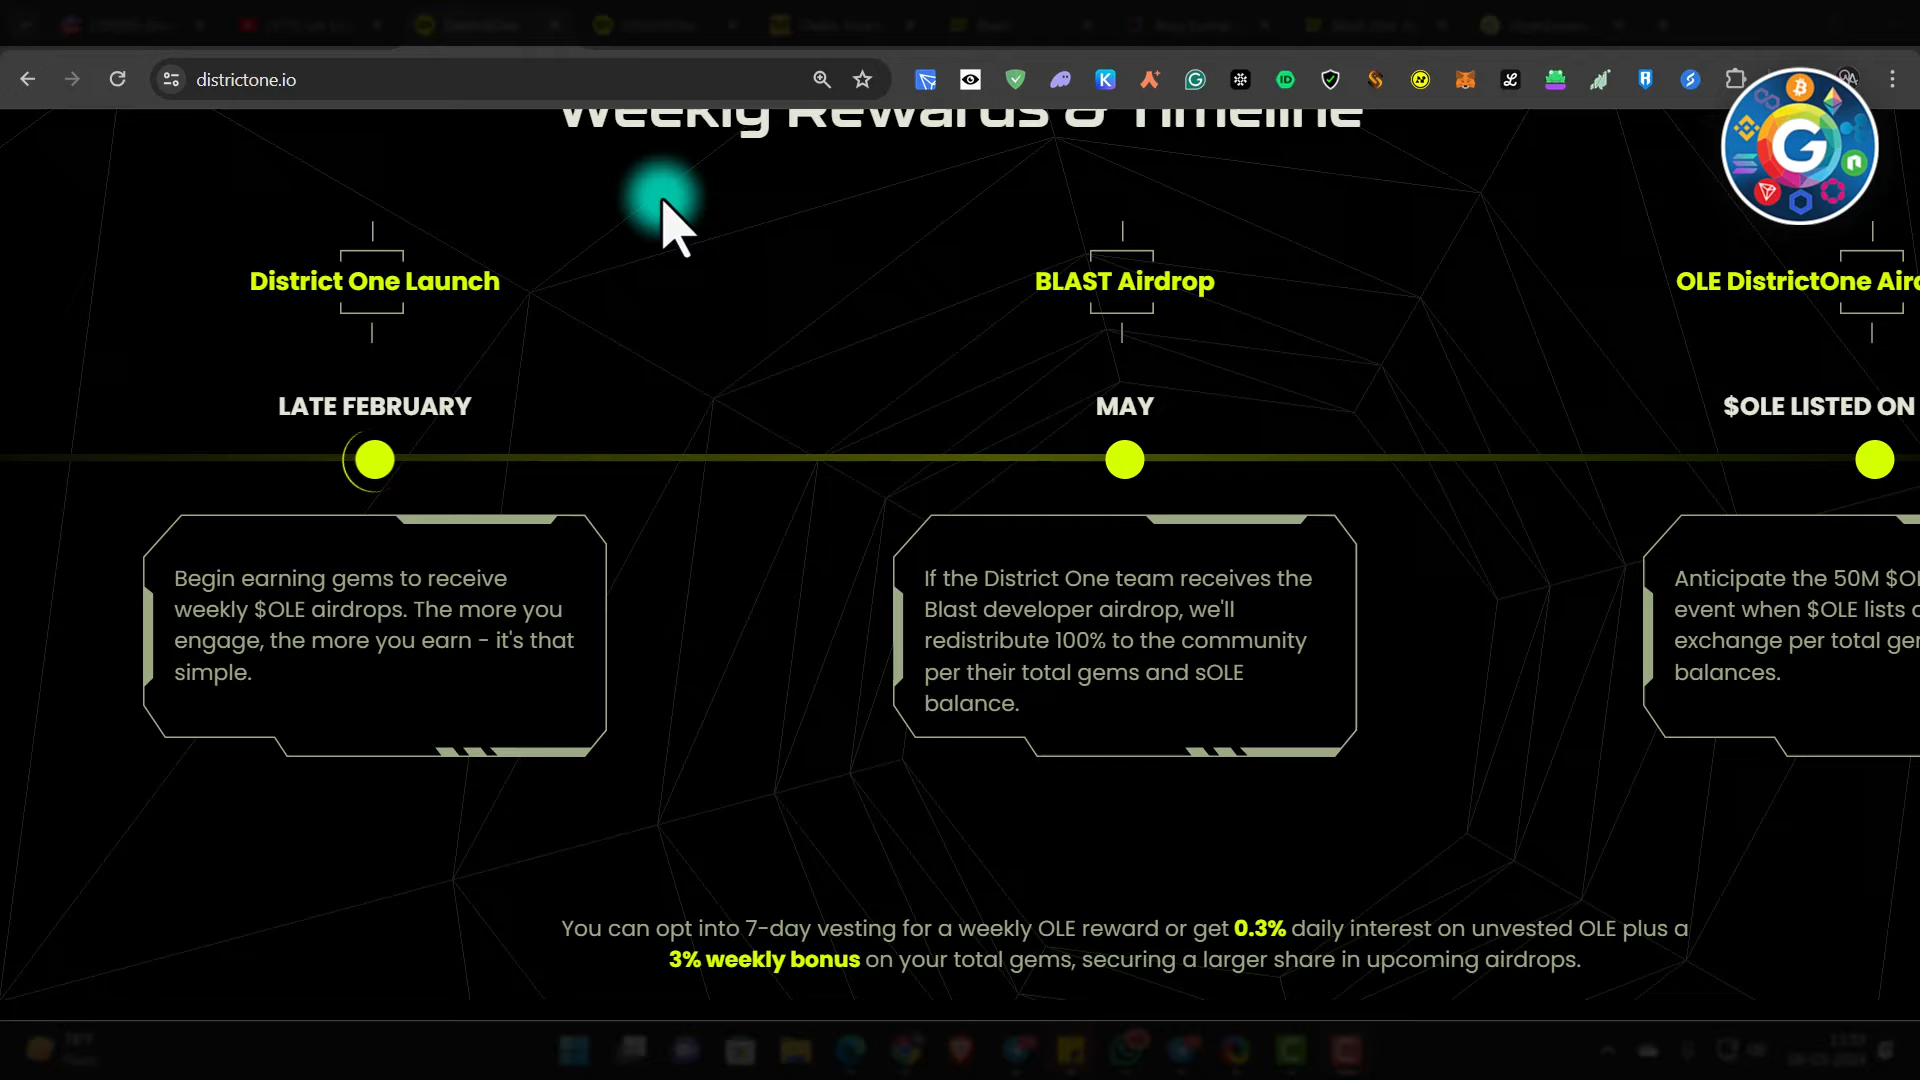 districtone.io
Weekly Rewards & Timeline
District One Launch
BLAST Airdrop
OLE DistrictOne Aird
LATE FEBRUARY
MAY
$OLE LISTED ON
Begin earning gems to receive
weekly $OLE airdrops. The more you
engage, the more you earn - it's that
simple.
If the District One team receives the
Blast developer airdrop, we'll
redistribute 100% to the community
per their total gems and sOLE
balance.
Anticipate the 50M $OL
event when $OLE lists
exchange per total ge
balances.
You can opt into 7-day vesting for a weekly OLE reward or get 0.3% daily interest on unvested OLE plus a
3% weekly bonus on your total gems, securing a larger share in upcoming airdrops.